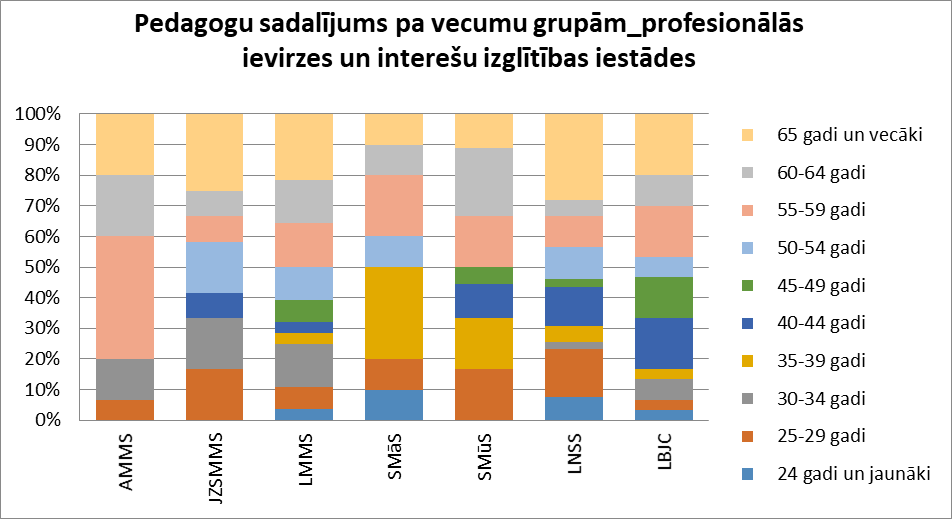 Pedagogu sadalījums pa vecumu grupām_profesionālās
ievirzes un interešu izglītības iestādes
100%
90%
80%
70%
60%
50%
40%
30%
20%
10%
0%
AMMS
JZSMMS
LMMS
SMāS
SMūS
LNSS
LBJC
65 gadi un vecāki
60-64 gadi
55-59 gadi
50-54 gadi
45-49 gadi
40-44 gadi
35-39 gadi
30-34 gadi
25-29 gadi
24 gadi un jaunāki